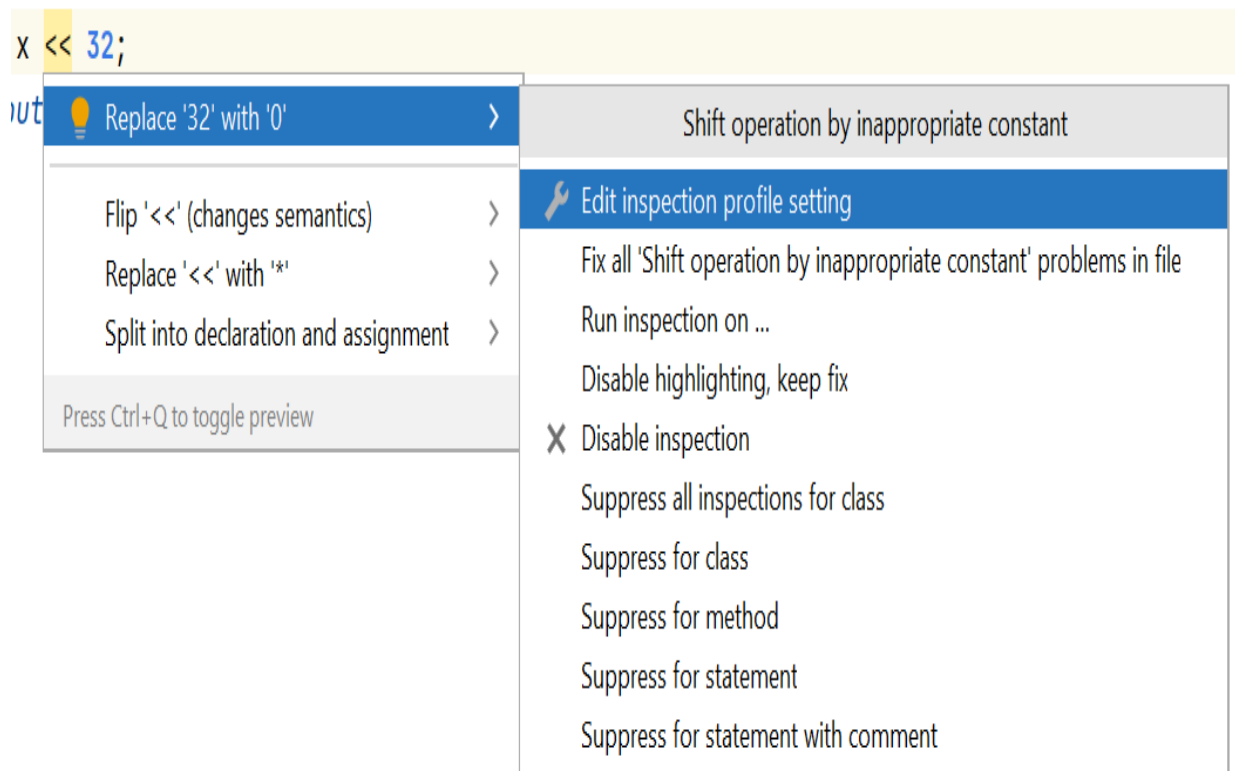 x << 32;
out
Replace '32' with '0'
Flip '<<' (changes semantics)
Replace '<<' with '*'
Split into declaration and assignment
Press Ctrl+Q to toggle preview
Shift operation by inappropriate constant
Edit inspection profile setting
Fix all 'Shift operation by inappropriate constant' problems in file
Run inspection on ...
Disable highlighting, keep fix
Disable inspection
Suppress all inspections for class
Suppress for class
Suppress for method
Suppress for statement
Suppress for statement with comment